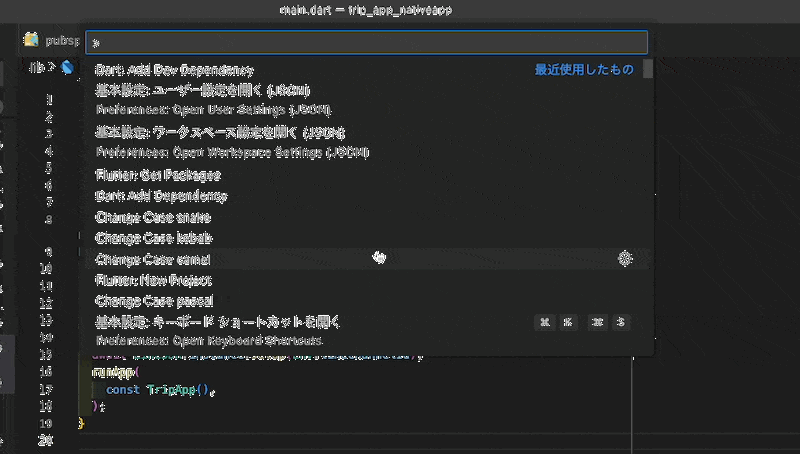 main.dart — trip_app_nativeapp
pubsp
lib >
>
Dart: Add Dev Dependency 最近使用したもの
基本設定: ユーザー設定を開く (JSON)
Preferences: Open User Settings (JSON)
基本設定: ワークスペース設定を開く (JSON)
Preferences: Open Workspace Settings (JSON)
Flutter: Get Packages
Dart: Add Dependency
Change Case snake
Change Case kebab
Change Case camel
Flutter: New Project
Change Case pascal
基本設定: キーボード ショートカットを開く ⌘ K ⌘ S
Preferences: Open Keyboard Shortcuts
1
2
3
4
5
6
7
8
9
10
11
12
13
14
15
16 runApp(
17 const TripApp(),
18 );
19 }
20